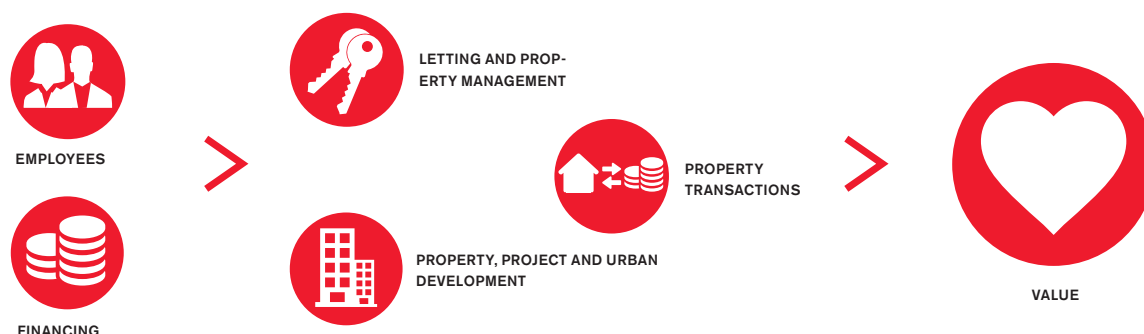 EMPLOYEES
FINANCING
LETTING AND PROP-
ERTY MANAGEMENT
PROPERTY, PROJECT AND URBAN
DEVELOPMENT
PROPERTY
TRANSACTIONS
VALUE